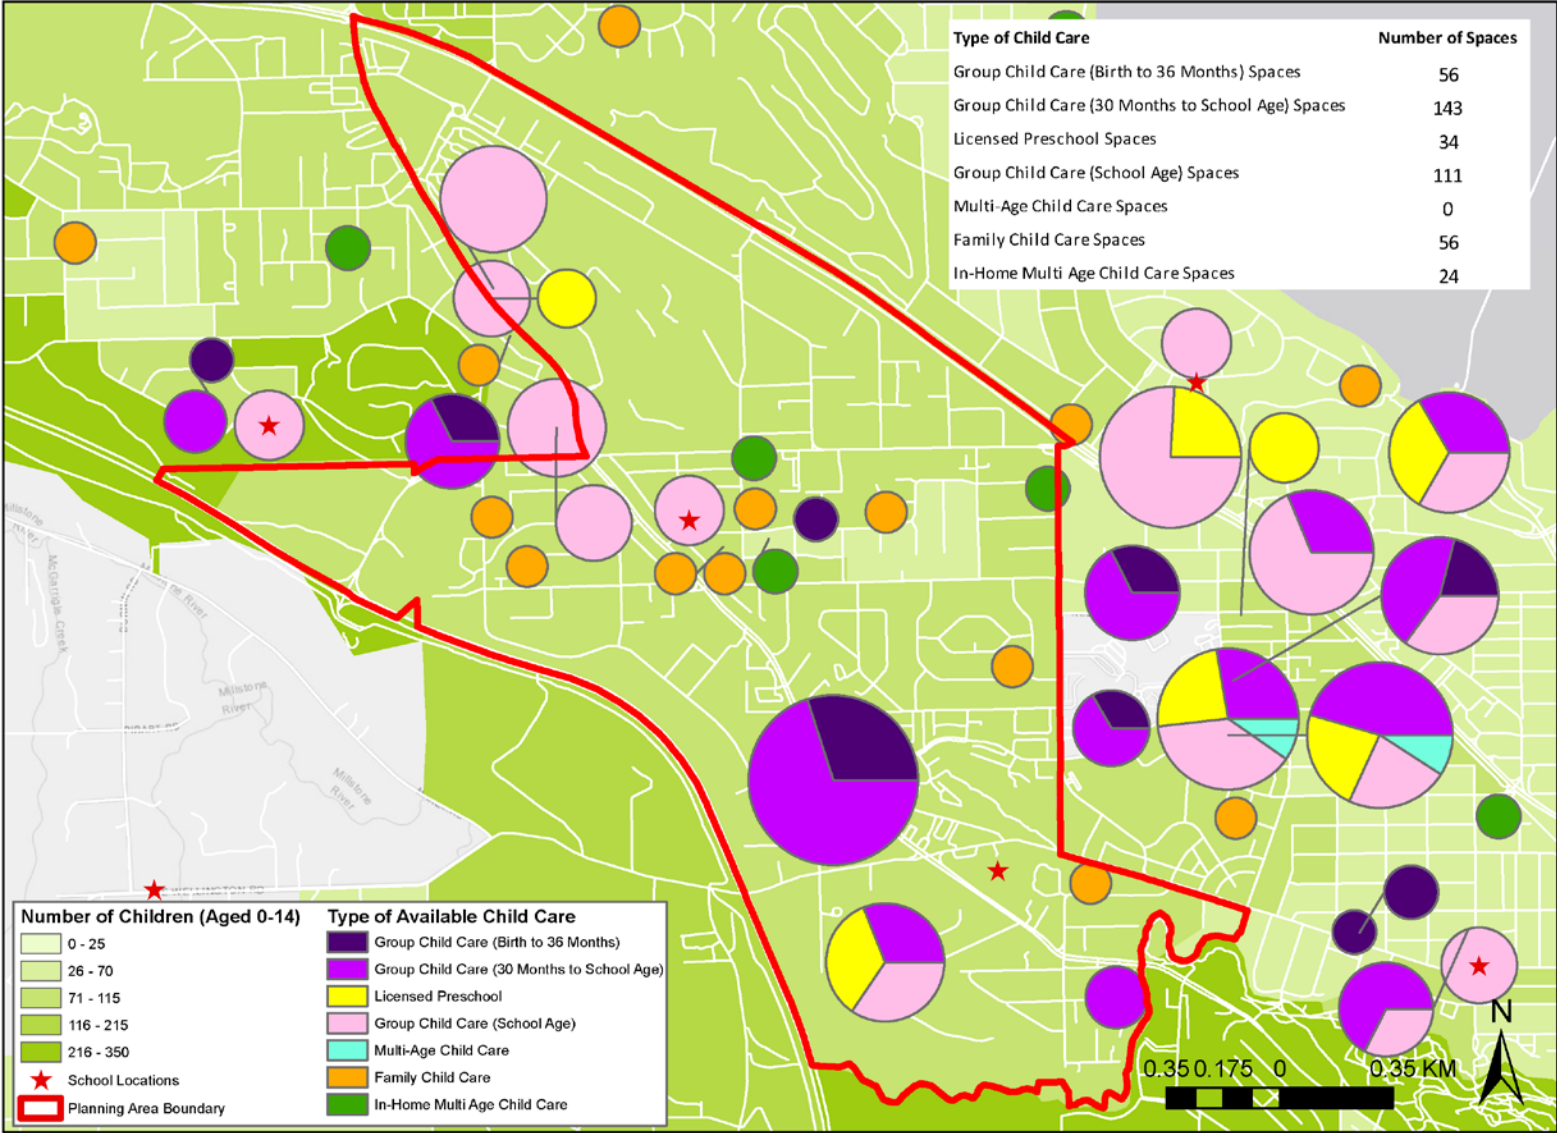 Type of Child Care Number of Spaces
Group Child Care (Birth to 36 Months) Spaces 56
Group Child Care (30 Months to School Age) Spaces 143
Licensed Preschool Spaces 34
Group Child Care (School Age) Spaces 111
Multi-Age Child Care Spaces 0
Family Child Care Spaces 56
In-Home Multi Age Child Care Spaces 24
Millstone
River
McGarrigle Creek
River
Millstone
River
Millstone
River
WELLINGTON RD
Number of Children (Aged 0-14)
0 - 25
26 - 70
71 - 115
116 - 215
216 - 350
School Locations
Planning Area Boundary
Type of Available Child Care
Group Child Care (Birth to 36 Months)
Group Child Care (30 Months to School Age)
Licensed Preschool
Group Child Care (School Age)
Multi-Age Child Care
Family Child Care
In-Home Multi Age Child Care
N
0.35 0.175 0 0.35 KM